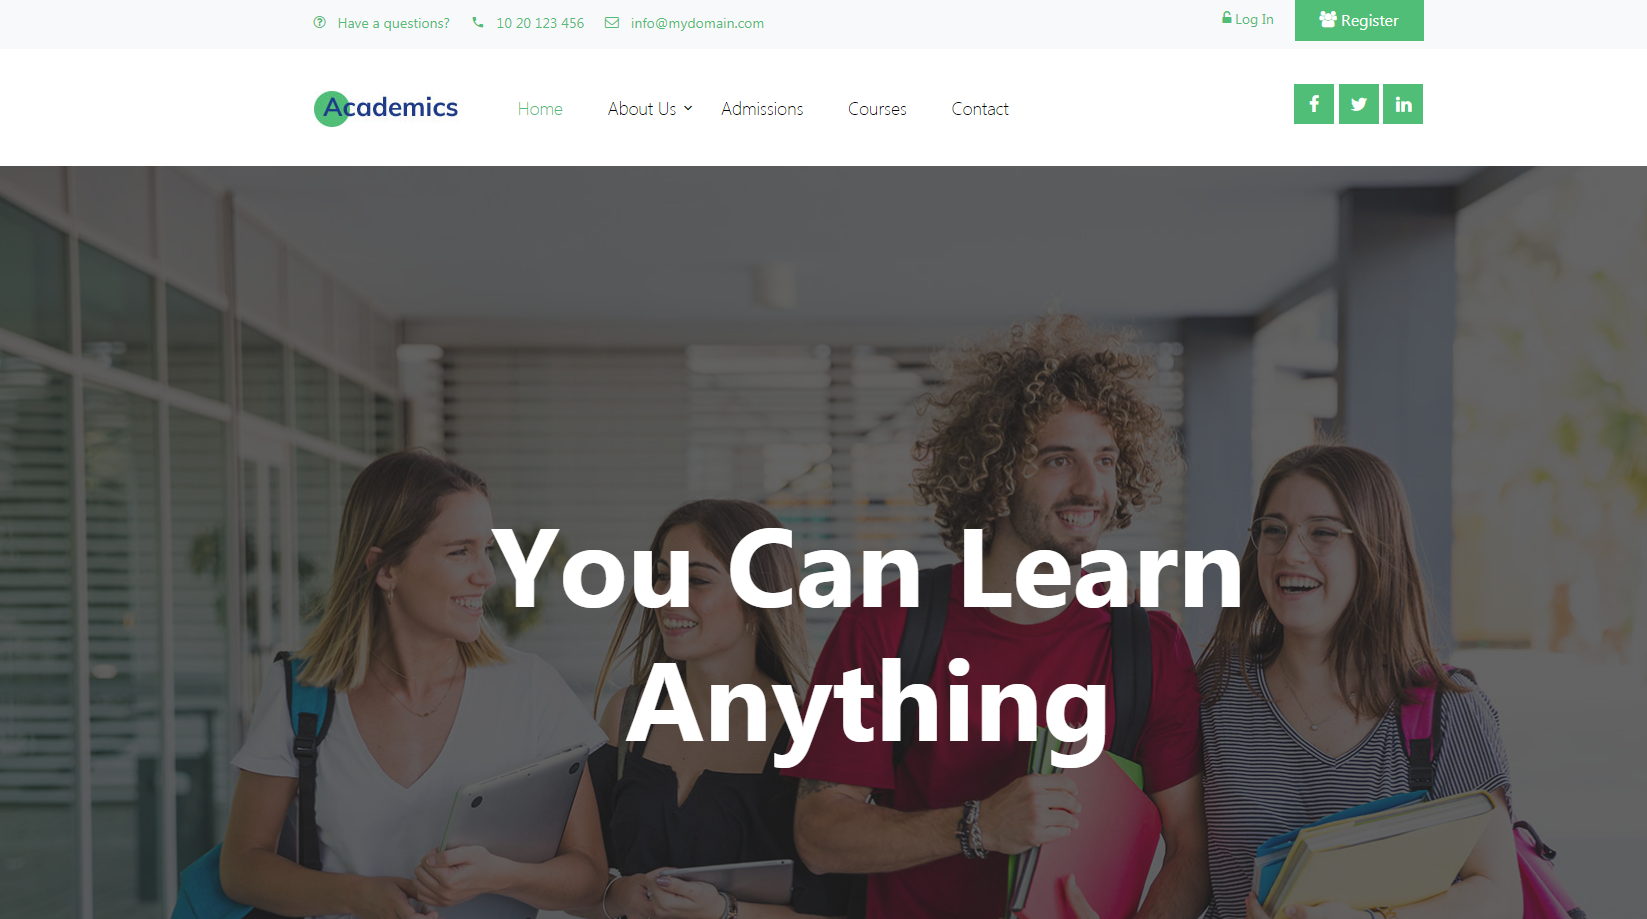 Have a questions? 10 20 123 456 info@mydomain.com Log In Register
Academics Home About Us Admissions Courses Contact
You Can Learn
Anything